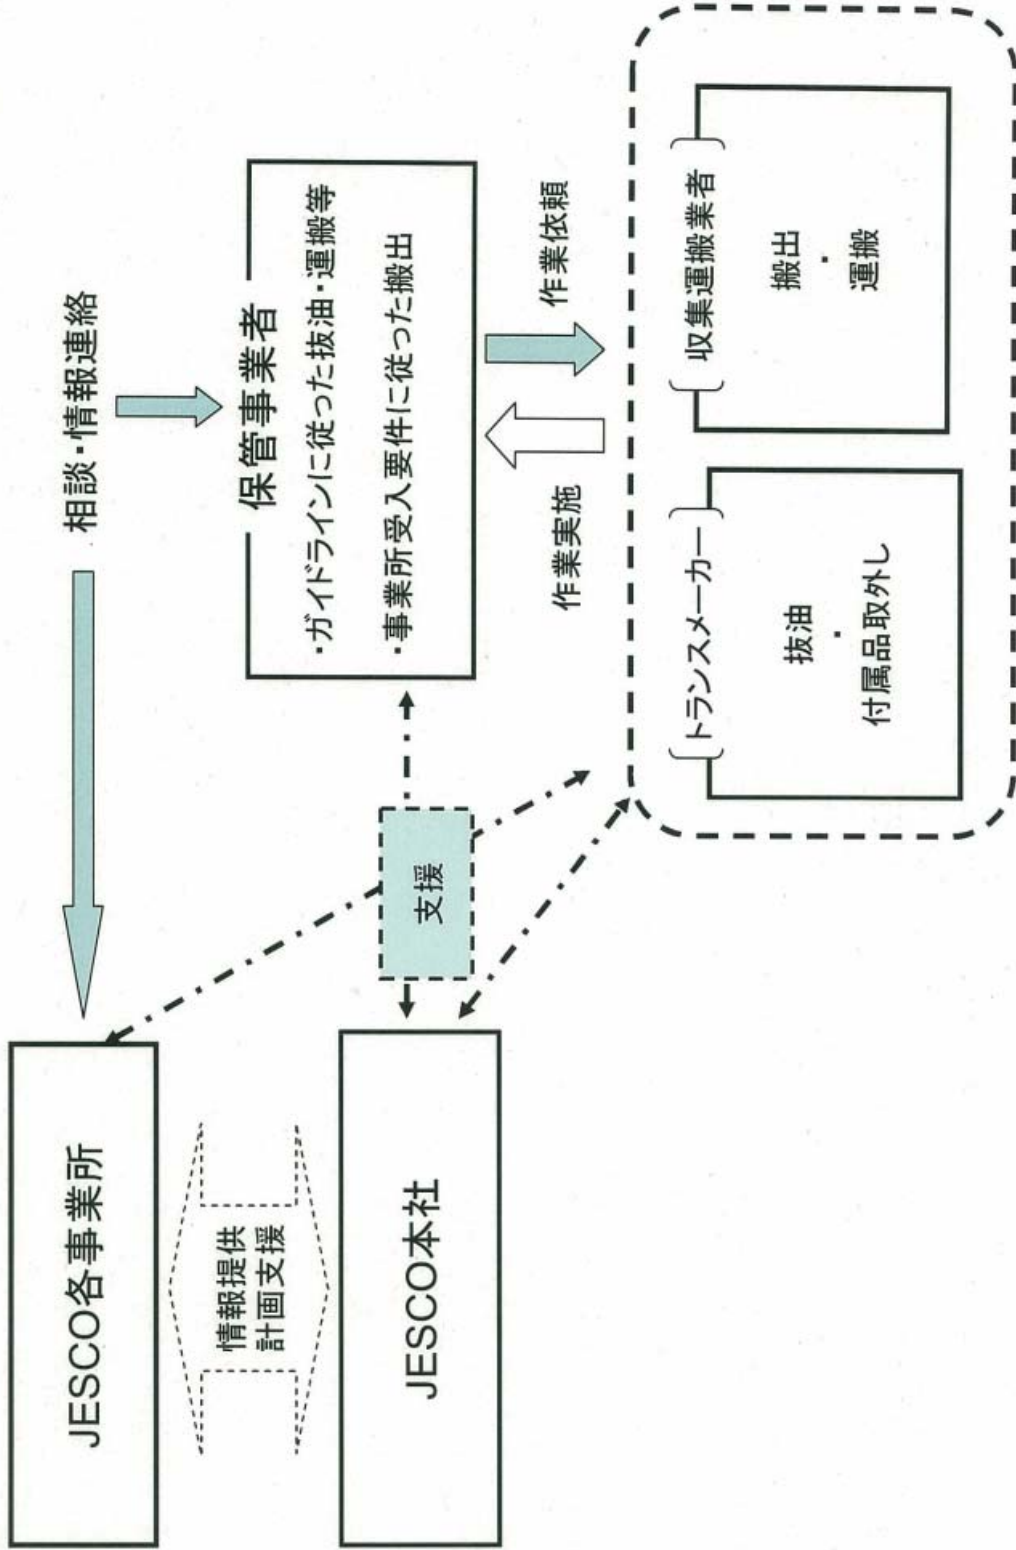 JESCO各事業所
相談・情報連絡
情報提供
計画支援
JESCO本社
支援
保管事業者
・ガイドラインに従った抜油・運搬等
・事業所受入要件に従った搬出
作業実施
作業依頼
トランスメーカー
抜油
・
付属品取外し
収集運搬業者
搬出
・
運搬